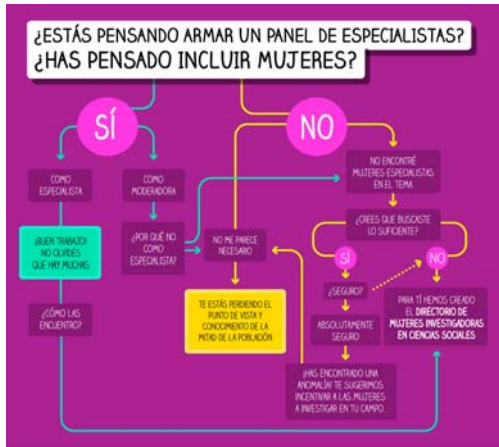 ¿ESTÁS PENSANDO ARMAR UN PANEL DE ESPECIALISTAS?
¿HAS PENSADO INCLUIR MUJERES?
SÍ
NO
COMO
ESPECIALISTA
COMO
MODERADORA
NO ENCONTRÉ
MUJERES ESPECIALISTAS
EN EL TEMA
¡BUEN TRABAJO!
NO OLVIDES
QUE HAY MUCHAS
¿POR QUÉ NO
COMO
ESPECIALISTA?
NO ME PARECE
NECESARIO
¿CREES QUE BUSCASTE
LO SUFICIENTE?
SÍ
NO
¿CÓMO LAS
ENCUENTRO?
TE ESTÁS PERDIENDO EL
PUNTO DE VISTA Y
CONOCIMIENTO DE LA
MITAD DE LA POBLACIÓN
¿SEGURO?
ABSOLUTAMENTE
SEGURO
PARA TÍ HEMOS CREADO
EL DIRECTORIO DE
MUJERES INVESTIGADORAS
EN CIENCIAS SOCIALES
¡HAS ENCONTRADO UNA
ANOMALÍA! TE SUGERIMOS
INCENTIVAR A LAS MUJERES
A INVESTIGAR EN TU CAMPO.